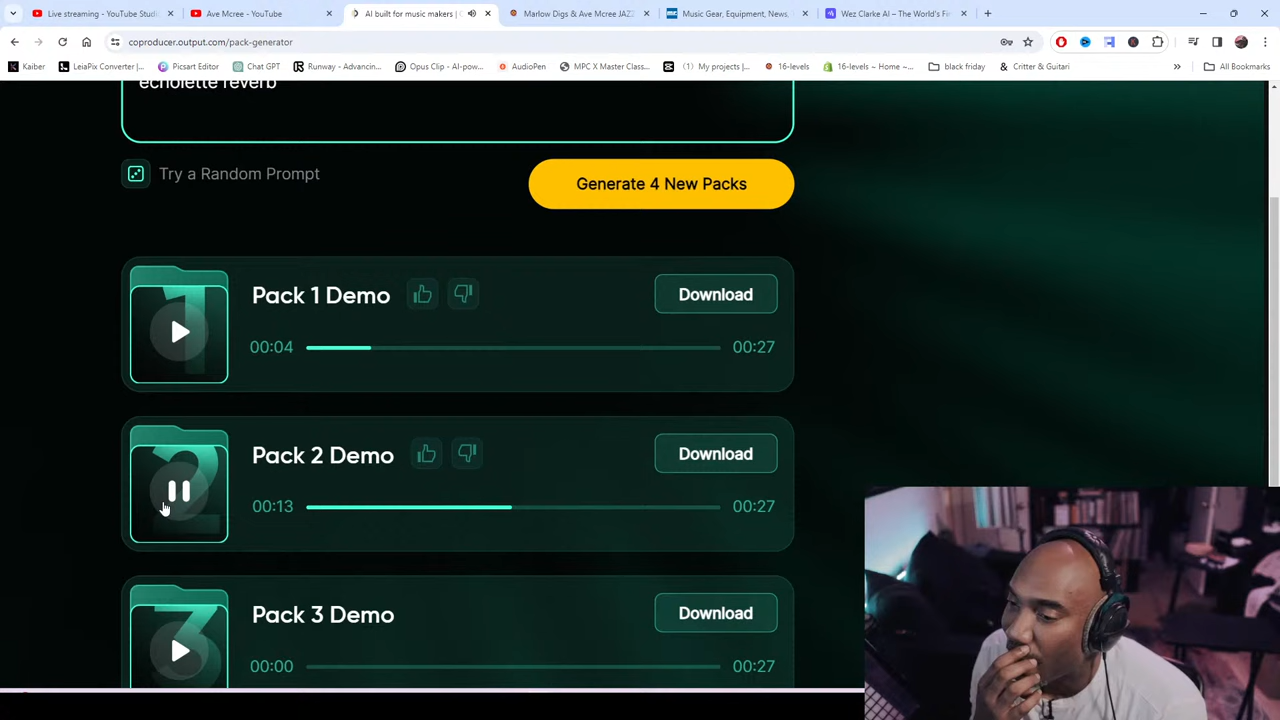 Live streaming - YouTube Studi
Ave Mcree - YouTube
AI built for music makers |
Marlow Digs & Ave Mcree JAZZ
Music Gear, Equipment, News,
Wez Clarke AI – The World's Fi
coproducer.output.com/pack-generator
Kaiber
LeiaPix Converter |...
Picsart Editte
Chat GPT
Runway - Advancin...
Opus Clip - AI-pow...
AudioPen
MPC X Master Class...
(1) My projects |...
16-levels
16-levels ~ Home ~...
black friday
Critter & Guitari
»
All Bookmarks
echolette reverb
Try a Random Prompt
Generate 4 New Packs
1
Pack 1 Demo
Download
00:04
00:27
2
Pack 2 Demo
Download
00:13
00:27
3
Pack 3 Demo
Download
00:00
00:27